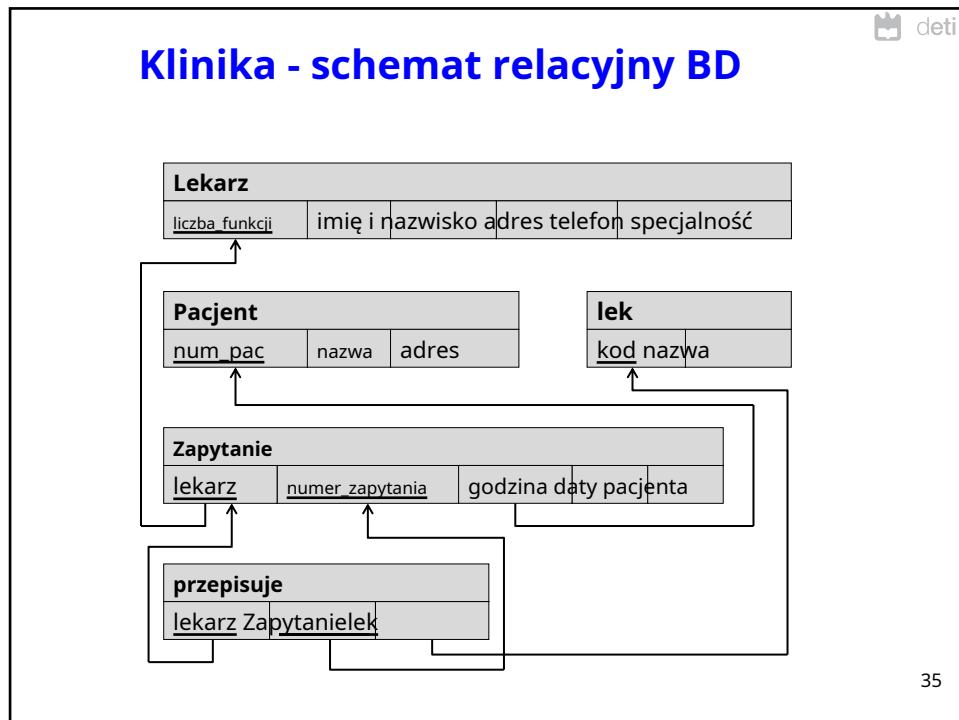 deti
Klinika - schemat relacyjny BD
Lekarz
liczba_funkcji imię i nazwisko adres telefon specjalność
Pacjent
num_pac nazwa adres
lek
kod nazwa
Zapytanie
lekarz numer_zapytania godzina daty pacjenta
przepisuje
lekarz Zapytanielek
35